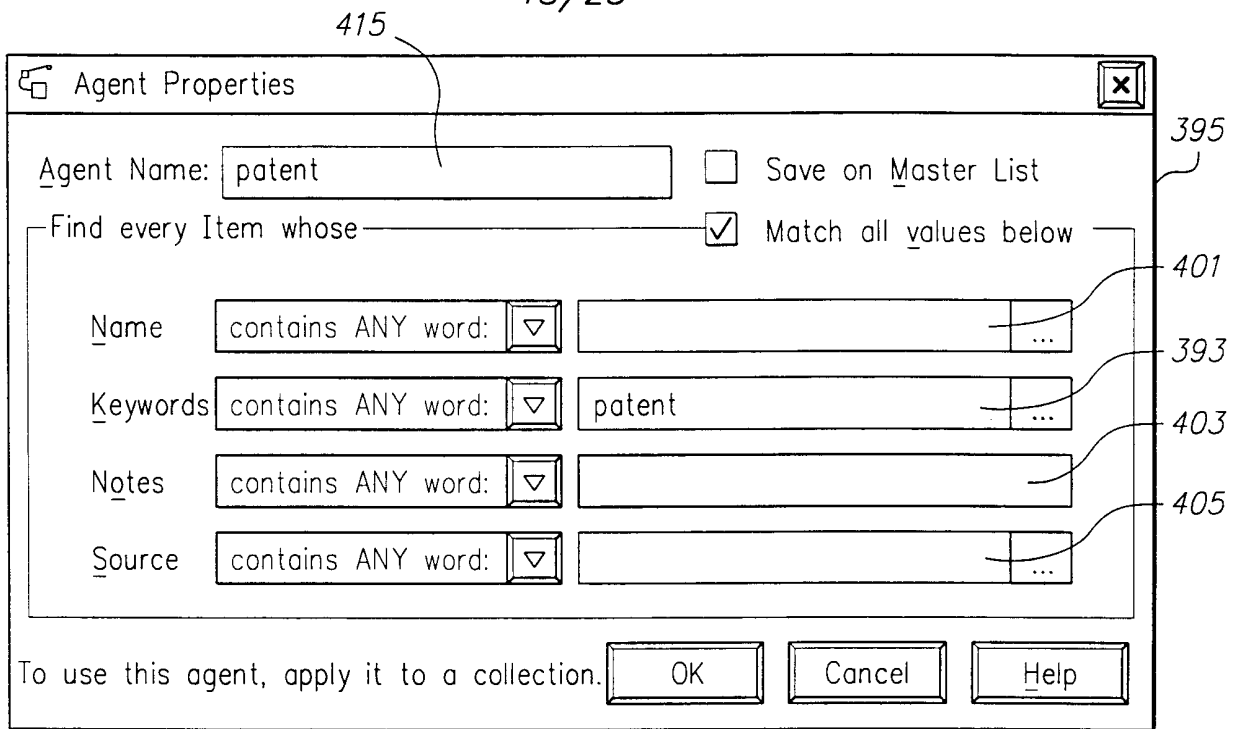 415
Agent Properties
395
Agent Name: patent Save on Master List
Find every Item whose Match all values below
401
Name contains ANY word: ...
393
Keywords contains ANY word: patent ...
403
Notes contains ANY word:
405
Source contains ANY word: ...
To use this agent, apply it to a collection. OK Cancel Help